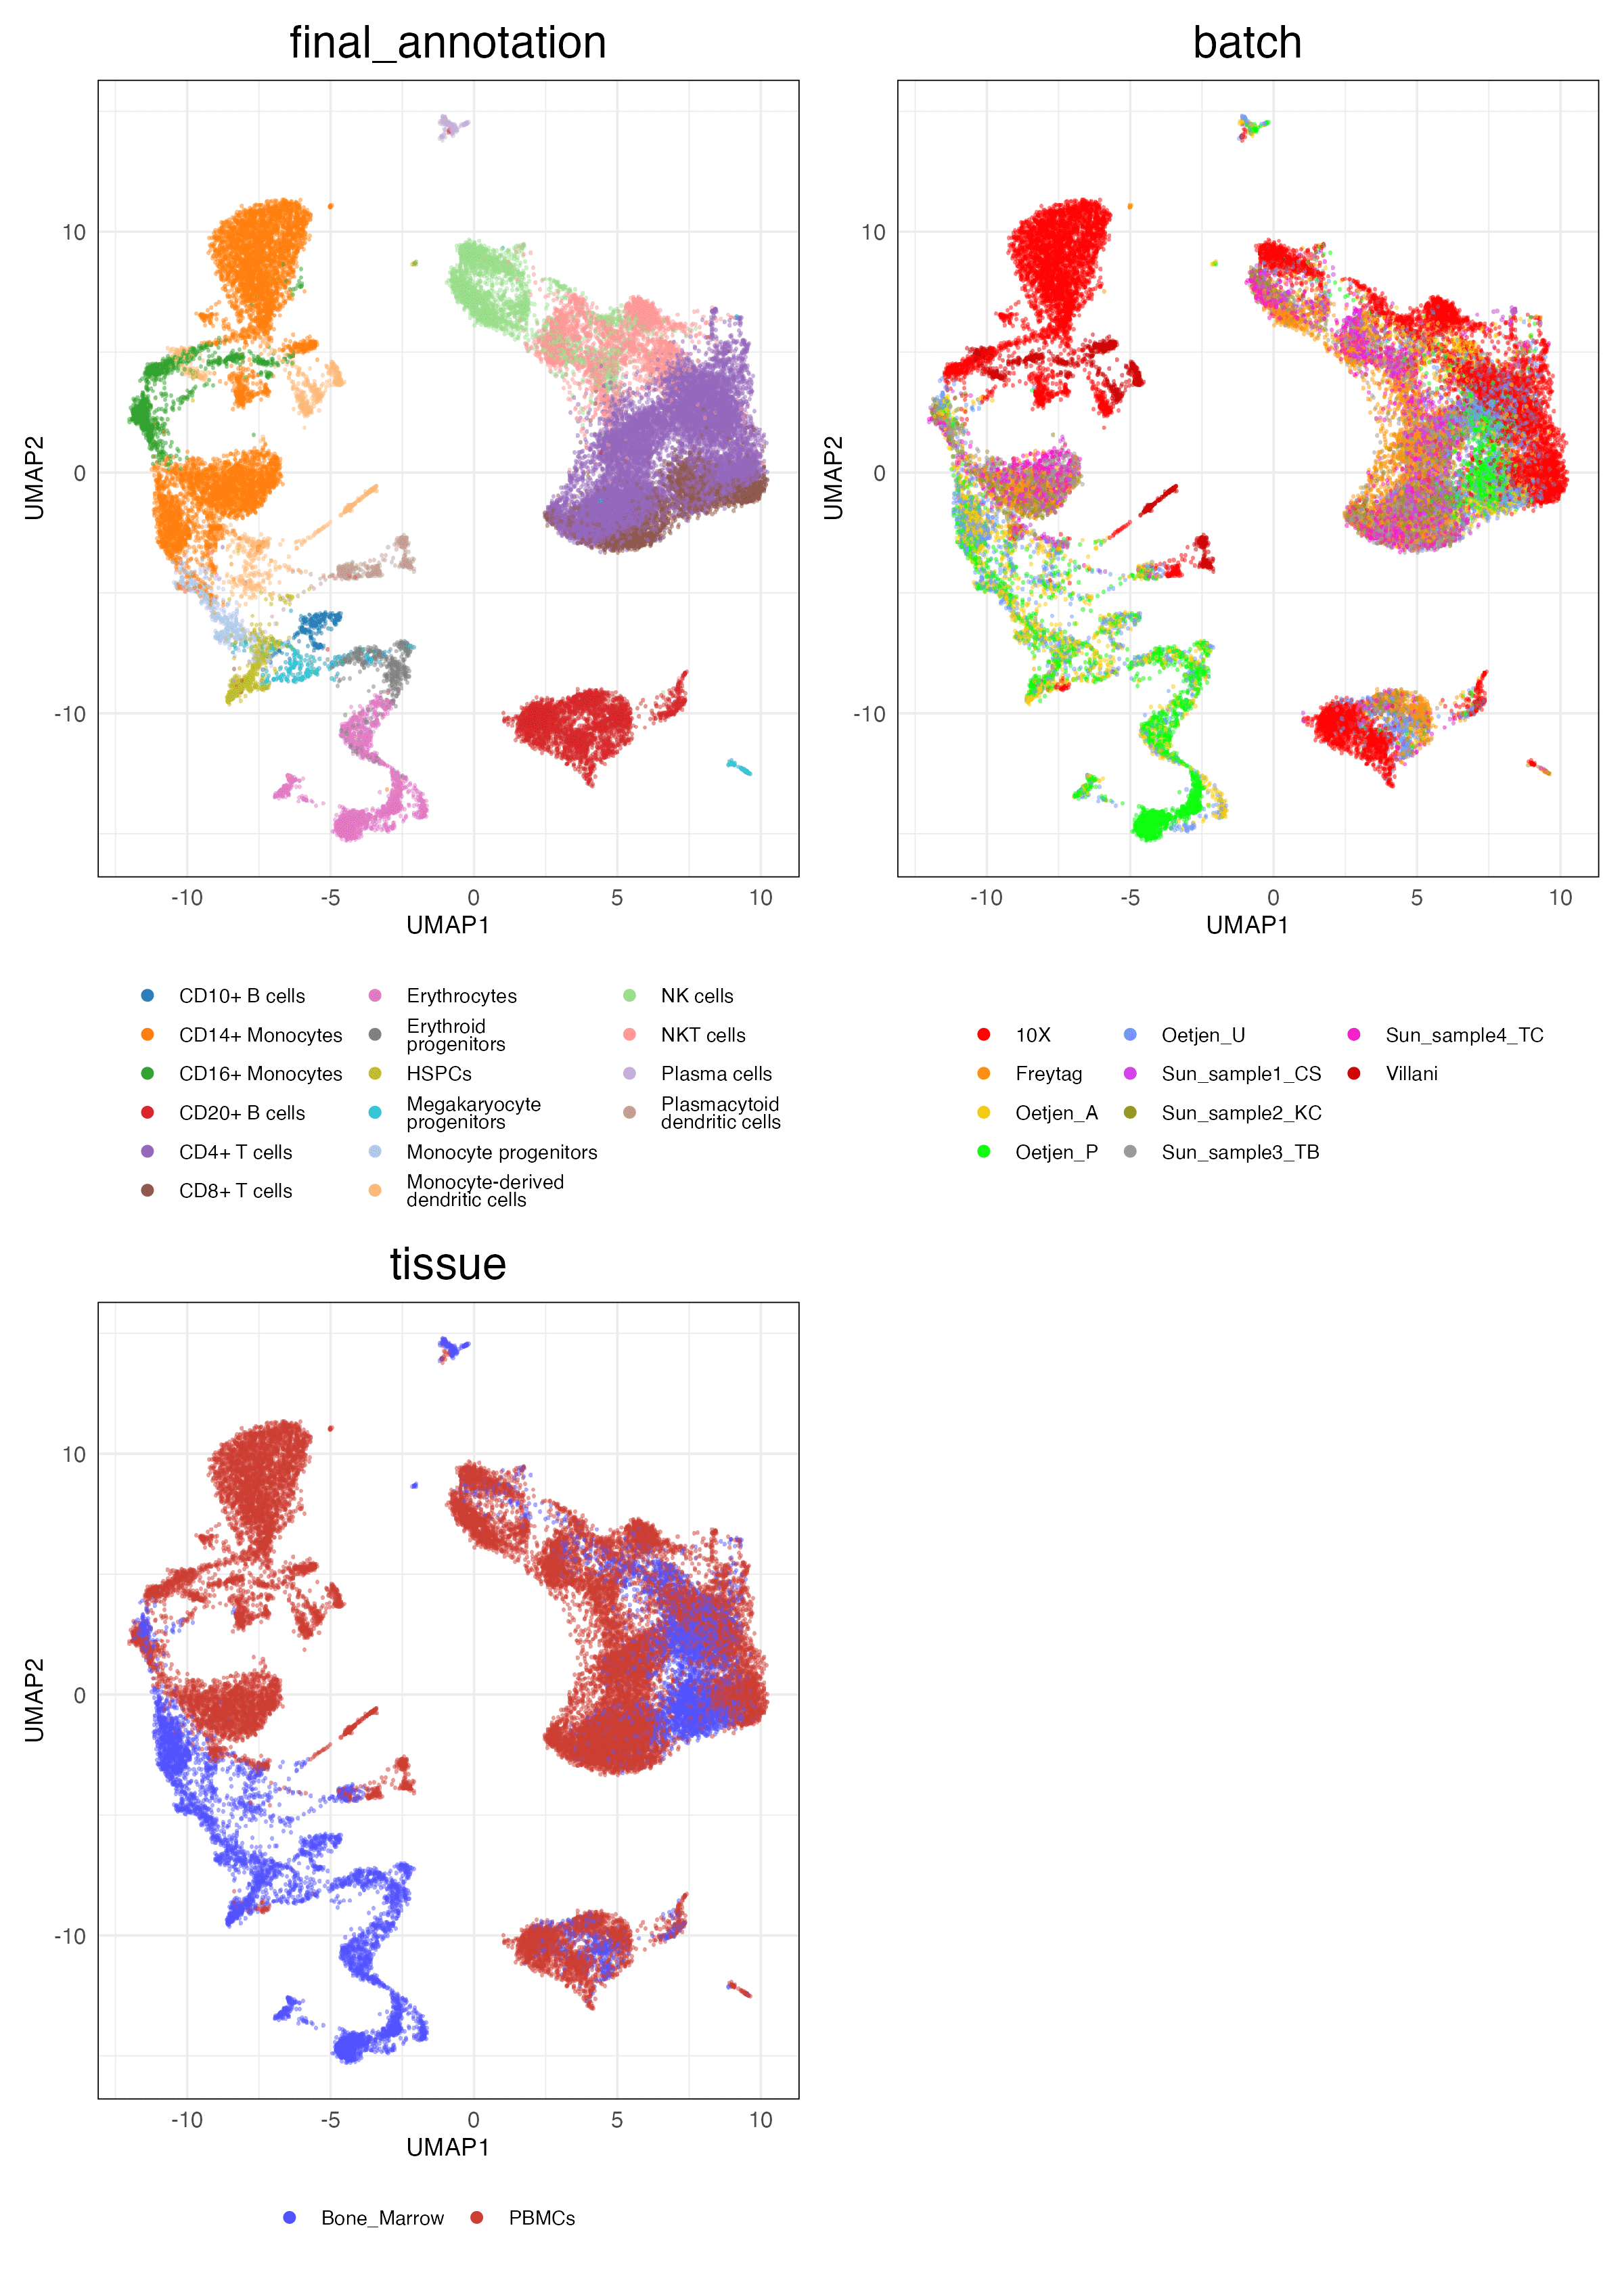 final_annotation
batch
10
0
-10
UMAP2
-10
-5
0
5
10
UMAP1
10
0
-10
UMAP2
-10
-5
0
5
10
UMAP1
CD10+ B cells
CD14+ Monocytes
CD16+ Monocytes
CD20+ B cells
CD4+ T cells
CD8+ T cells
Erythrocytes
Erythroid
progenitors
HSPCs
Megakaryocyte
progenitors
Monocyte progenitors
Monocyte-derived
dendritic cells
NK cells
NKT cells
Plasma cells
Plasmacytoid
dendritic cells
10X
Freytag
Oetjen_A
Oetjen_P
Oetjen_U
Sun_sample1_CS
Sun_sample2_KC
Sun_sample3_TB
Sun_sample4_TC
Villani
tissue
10
0
-10
UMAP2
-10
-5
0
5
10
UMAP1
Bone_Marrow
PBMCs